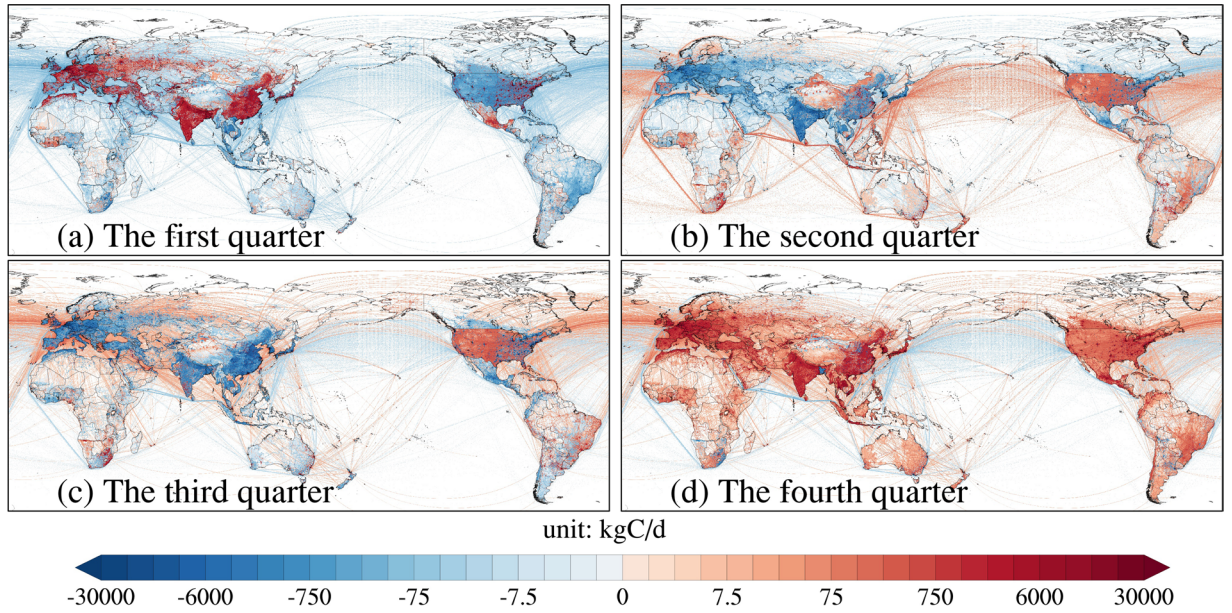 (a) The first quarter
(b) The second quarter
(c) The third quarter
(d) The fourth quarter
unit: kgC/d
-30000 -6000 -750 -75 -7.5 0 7.5 75 750 6000 30000